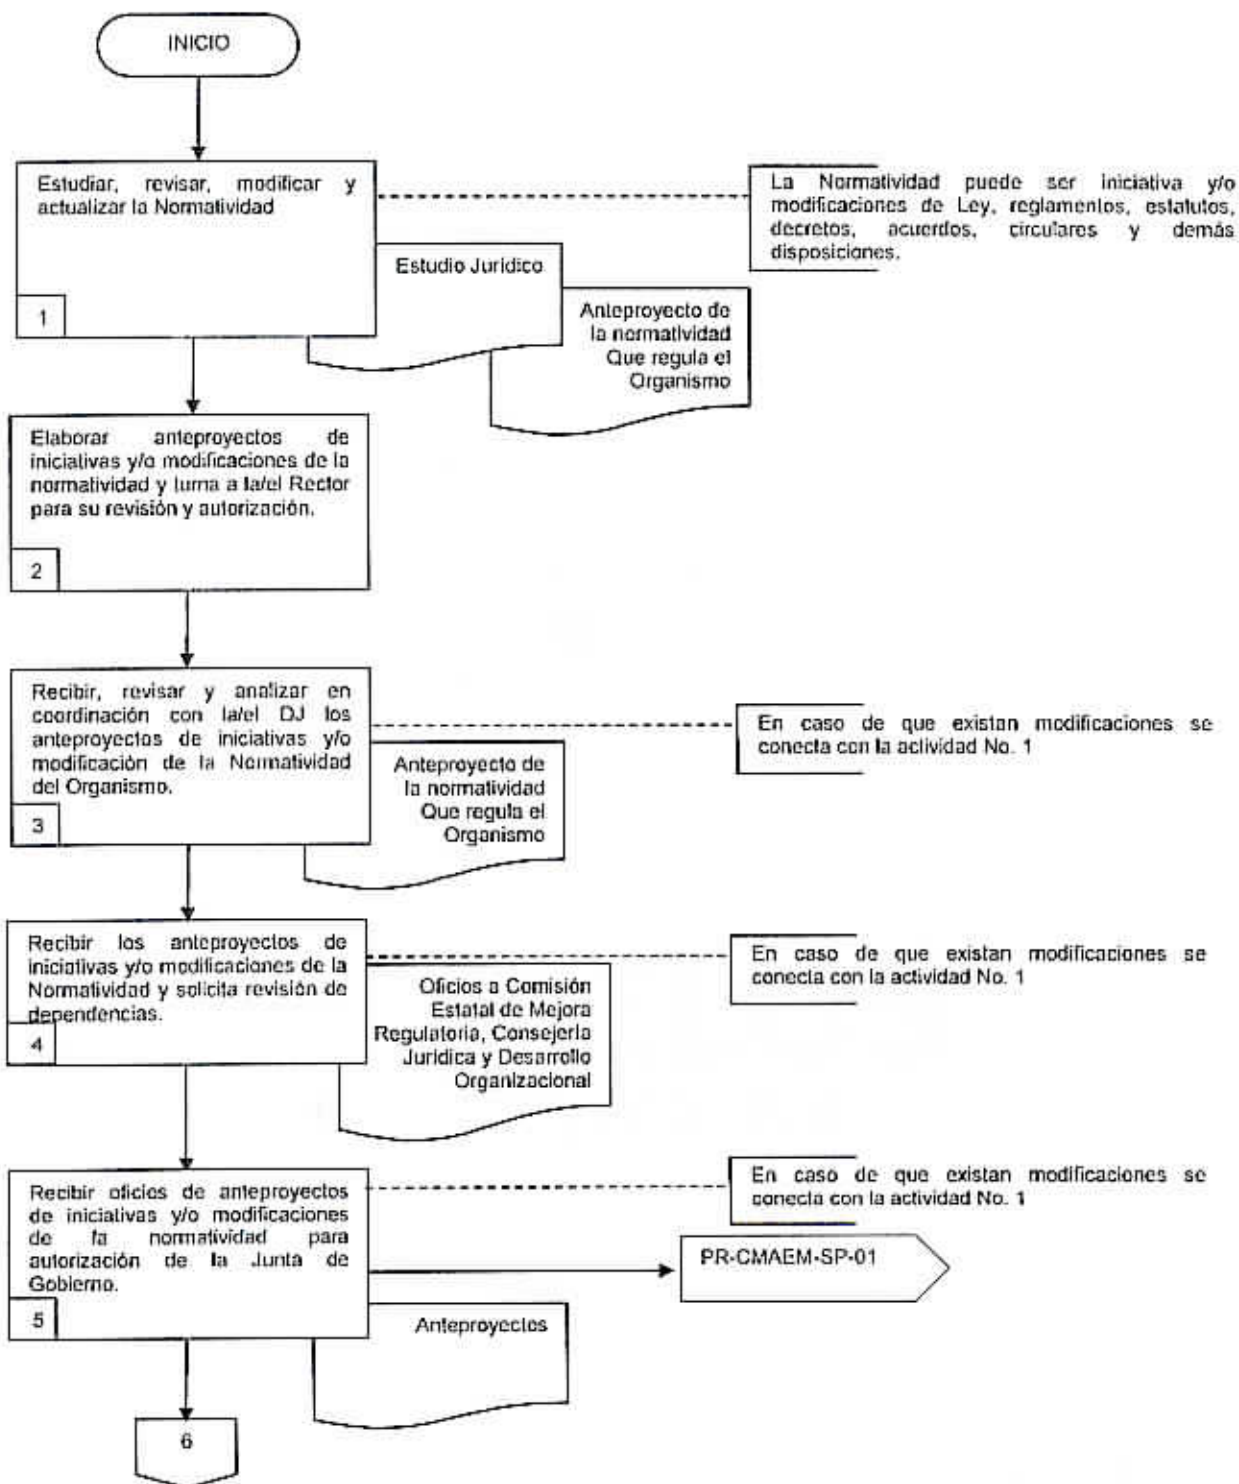 INICIO
Estudiar, revisar, modificar y
actualizar la Normatividad
1
La Normatividad puede ser iniciativa y/o
modificaciones de Ley, reglamentos, estatutos,
decretos, acuerdos, circulares y demás
disposiciones.
Estudio Jurídico
Anteproyecto de
la normatividad
Que regula el
Organismo
Elaborar anteproyectos de
iniciativas y/o modificaciones de la
normatividad y turna a la/el Rector
para su revisión y autorización.
2
Recibir, revisar y analizar en
coordinación con la/el DJ los
anteproyectos de iniciativas y/o
modificación de la Normatividad
del Organismo.
3
En caso de que existan modificaciones se
conecta con la actividad No. 1
Anteproyecto de
la normatividad
Que regula el
Organismo
Recibir los anteproyectos de
iniciativas y/o modificaciones de la
Normatividad y solicita revisión de
dependencias.
4
En caso de que existan modificaciones se
conecta con la actividad No. 1
Oficios a Comisión
Estatal de Mejora
Regulatoria, Consejería
Jurídica y Desarrollo
Organizacional
Recibir oficios de anteproyectos
de iniciativas y/o modificaciones
de la normatividad para
autorización de la Junta de
Gobierno.
5
En caso de que existan modificaciones se
conecta con la actividad No. 1
PR-CMAEM-SP-01
Anteproyectos
6